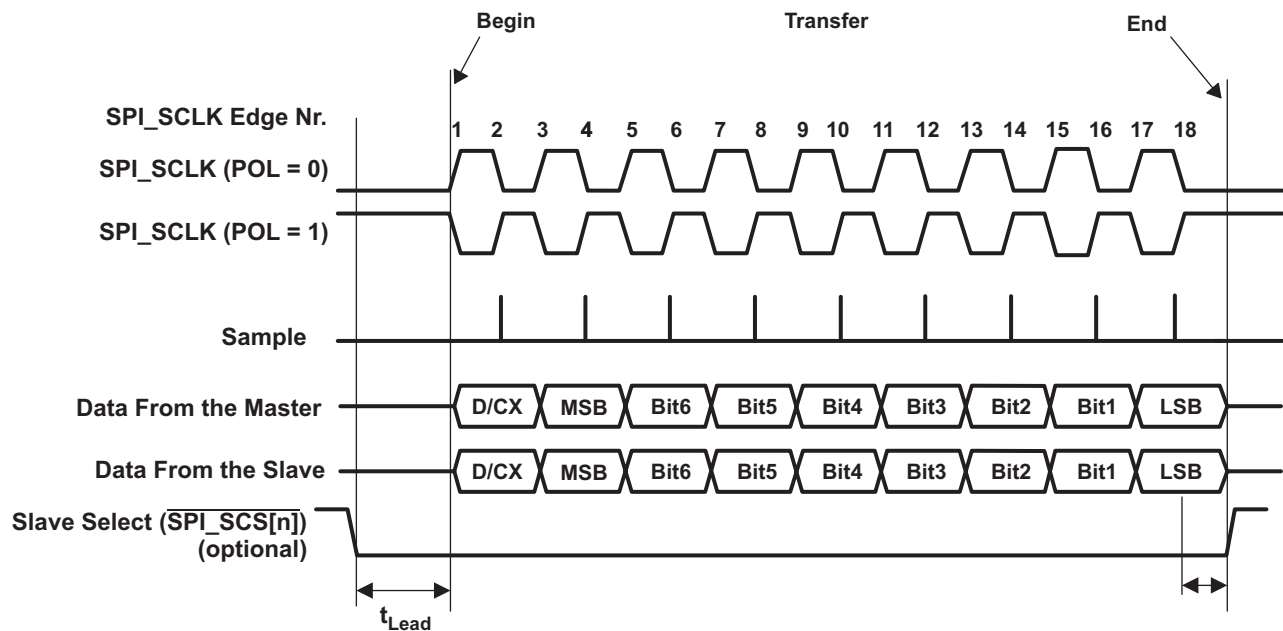 Begin Transfer End
SPI_SCLK Edge Nr.
1 2 3 4 5 6 7 8 9 10 11 12 13 14 15 16 17 18
SPI_SCLK (POL = 0)
SPI_SCLK (POL = 1)
Sample
Data From the Master D/CX MSB Bit6 Bit5 Bit4 Bit3 Bit2 Bit1 LSB
Data From the Slave D/CX MSB Bit6 Bit5 Bit4 Bit3 Bit2 Bit1 LSB
Slave Select (SPI_SCS[n])
(optional)
tLead